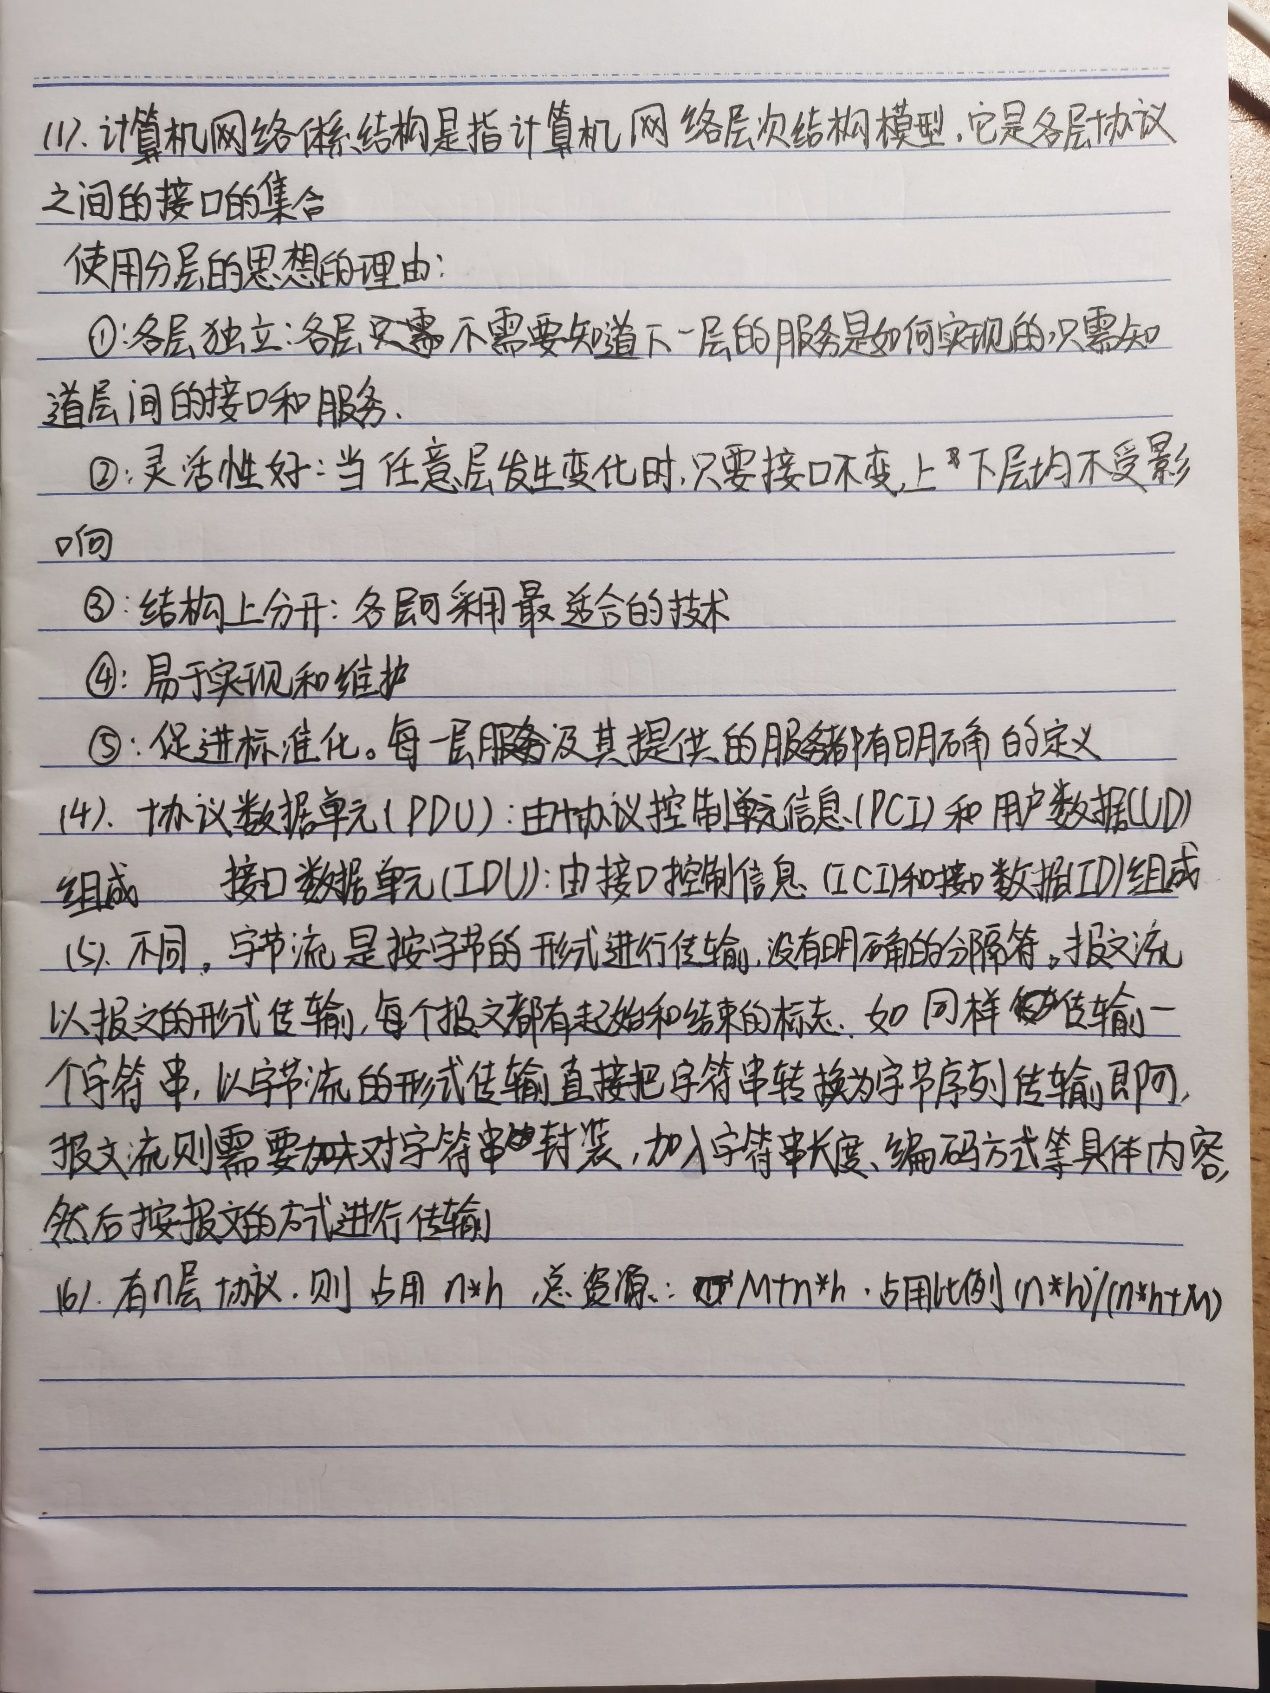 (1). 计算机网络体系结构是指计算机网络层次结构模型,它是各层协议
之间的接口的集合
使用分层的思想的理由:
①:各层独立:各层不需要知道下一层的服务是如何实现的,只需知
道层间的接口和服务.
②:灵活性好:当任意层发生变化时,只要接口不变,上下层均不受影
响
③:结构上分开:各层可采用最适合的技术
④:易于实现和维护
⑤:促进标准化。每一层服务及其提供的服务都有明确的定义
(4). 协议数据单元(PDU):由协议控制单元信息(PCI)和用户数据(UD)
组成 接口数据单元(IDU):由接口控制信息(ICI)和接口数据(ID)组成
(5). 不同。字节流是按字节的形式进行传输,没有明确的分隔符。报文流
以报文的形式传输,每个报文都有起始和结束的标志. 如同样传输一
个字符串,以字节流的形式传输直接把字符串转换为字节序列传输即可,
报文流则需要对字符串封装,加入字符串长度、编码方式等具体内容,
然后按报文的方式进行传输
(6). 有n层协议,则占用 n*h ,总资源: M+n*h ,占用比例(n*h)/(n*h+M)